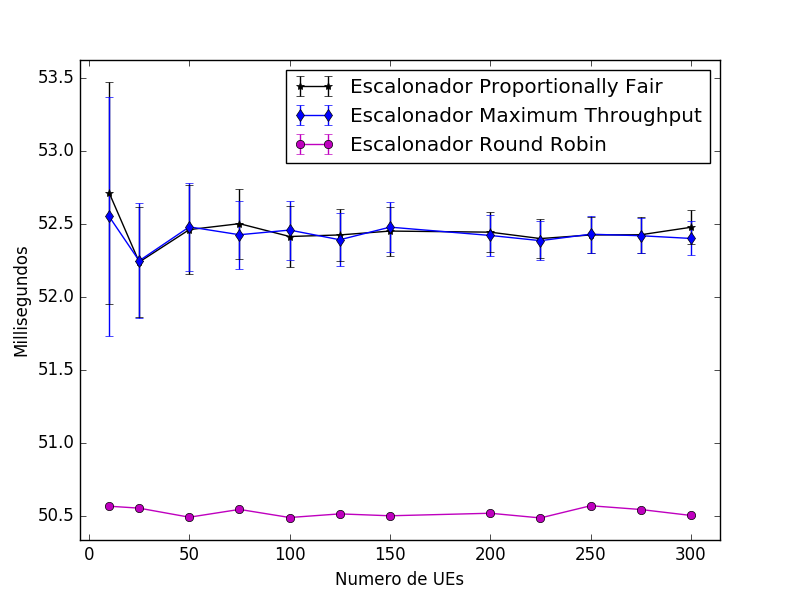 53.5
53.0
52.5
52.0
51.5
51.0
50.5
Millisegundos
Escalonador Proportionally Fair
Escalonador Maximum Throughput
Escalonador Round Robin
0 50 100 150 200 250 300
Numero de UEs